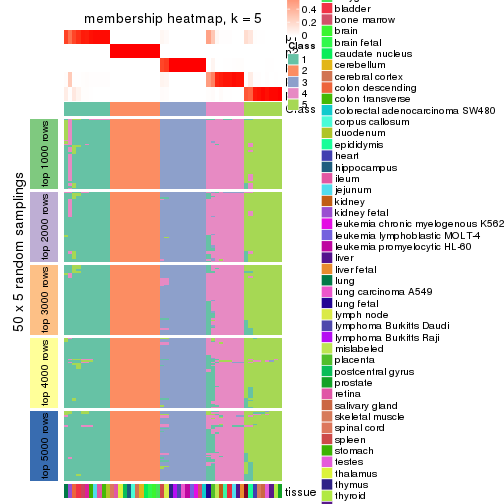 membership heatmap, k = 5
0.4
0.2
0
Class
1
2
3
4
5
Class
50 x 5 random samplings
top 1000 rows
top 2000 rows
top 3000 rows
top 4000 rows
top 5000 rows
tissue
bladder
bone marrow
brain
brain fetal
caudate nucleus
cerebellum
cerebral cortex
colon descending
colon transverse
colorectal adenocarcinoma SW480
corpus callosum
duodenum
epididymis
heart
hippocampus
ileum
jejunum
kidney
kidney fetal
leukemia chronic myelogenous K562
leukemia lymphoblastic MOLT-4
leukemia promyelocytic HL-60
liver
liver fetal
lung
lung carcinoma A549
lung fetal
lymph node
lymphoma Burkitts Daudi
lymphoma Burkitts Raji
mislabeled
placenta
postcentral gyrus
prostate
retina
salivary gland
skeletal muscle
spinal cord
spleen
stomach
testes
thalamus
thymus
thyroid